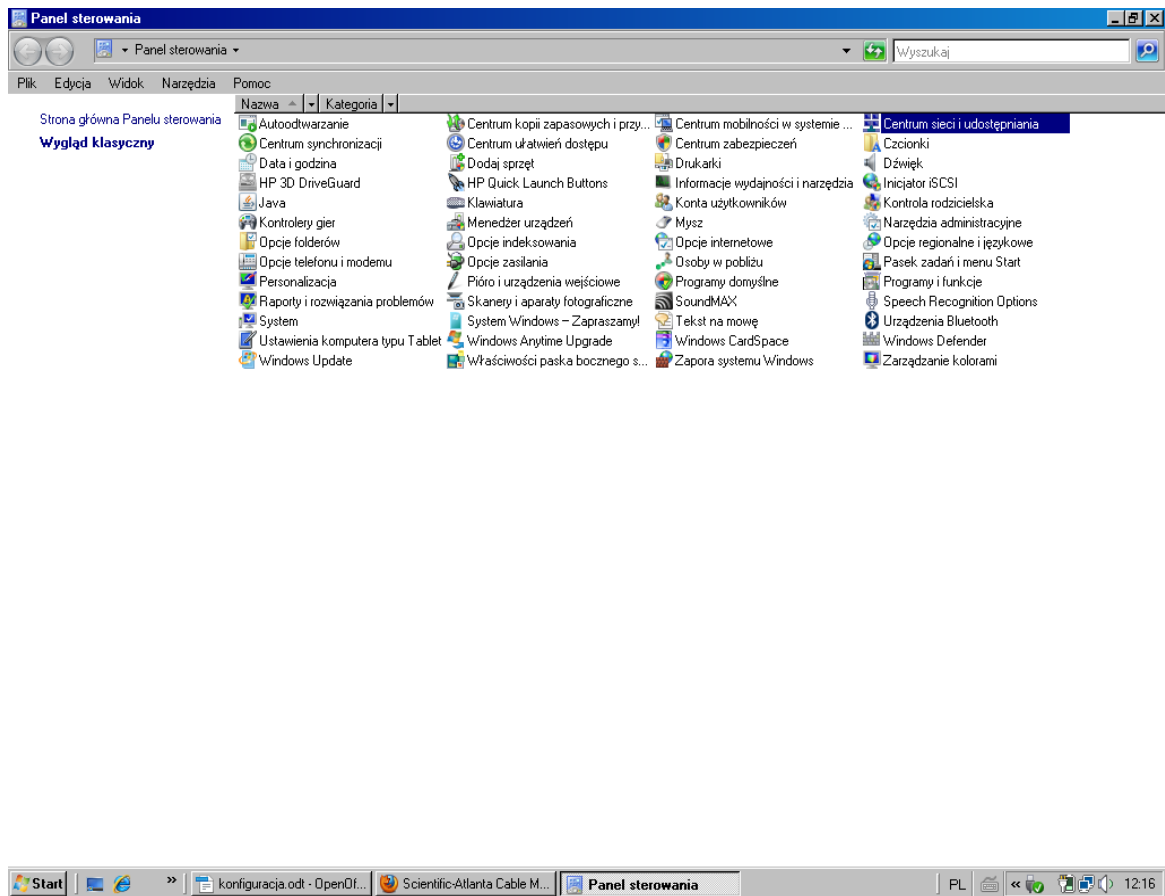 Panel sterowania
Panel sterowania
Wyszukaj
Plik Edycja Widok Narzędzia Pomoc
Nazwa Kategoria
Strona główna Panelu sterowania
Wygląd klasyczny
Autoodtwarzanie Centrum kopii zapasowych i przy... Centrum mobilności w systemie ... Centrum sieci i udostępniania
Centrum synchronizacji Centrum ułatwień dostępu Centrum zabezpieczeń Czcionki
Data i godzina Dodaj sprzęt Drukarki Dźwięk
HP 3D DriveGuard HP Quick Launch Buttons Informacje wydajności i narzędzia Inicjator iSCSI
Java Klawiatura Konta użytkowników Kontrola rodzicielska
Kontrolery gier Menedżer urządzeń Mysz Narzędzia administracyjne
Opcje folderów Opcje indeksowania Opcje internetowe Opcje regionalne i językowe
Opcje telefonu i modemu Opcje zasilania Osoby w pobliżu Pasek zadań i menu Start
Personalizacja Pióro i urządzenia wejściowe Programy domyślne Programy i funkcje
Raporty i rozwiązania problemów Skanery i aparaty fotograficzne SoundMAX Speech Recognition Options
System System Windows – Zapraszamy! Tekst na mowę Urządzenia Bluetooth
Ustawienia komputera typu Tablet Windows Anytime Upgrade Windows CardSpace Windows Defender
Windows Update Właściwości paska bocznego s... Zapora systemu Windows Zarządzanie kolorami
Start » konfiguracja.odt - OpenOf... Scientific-Atlanta Cable M... Panel sterowania PL « 12:16